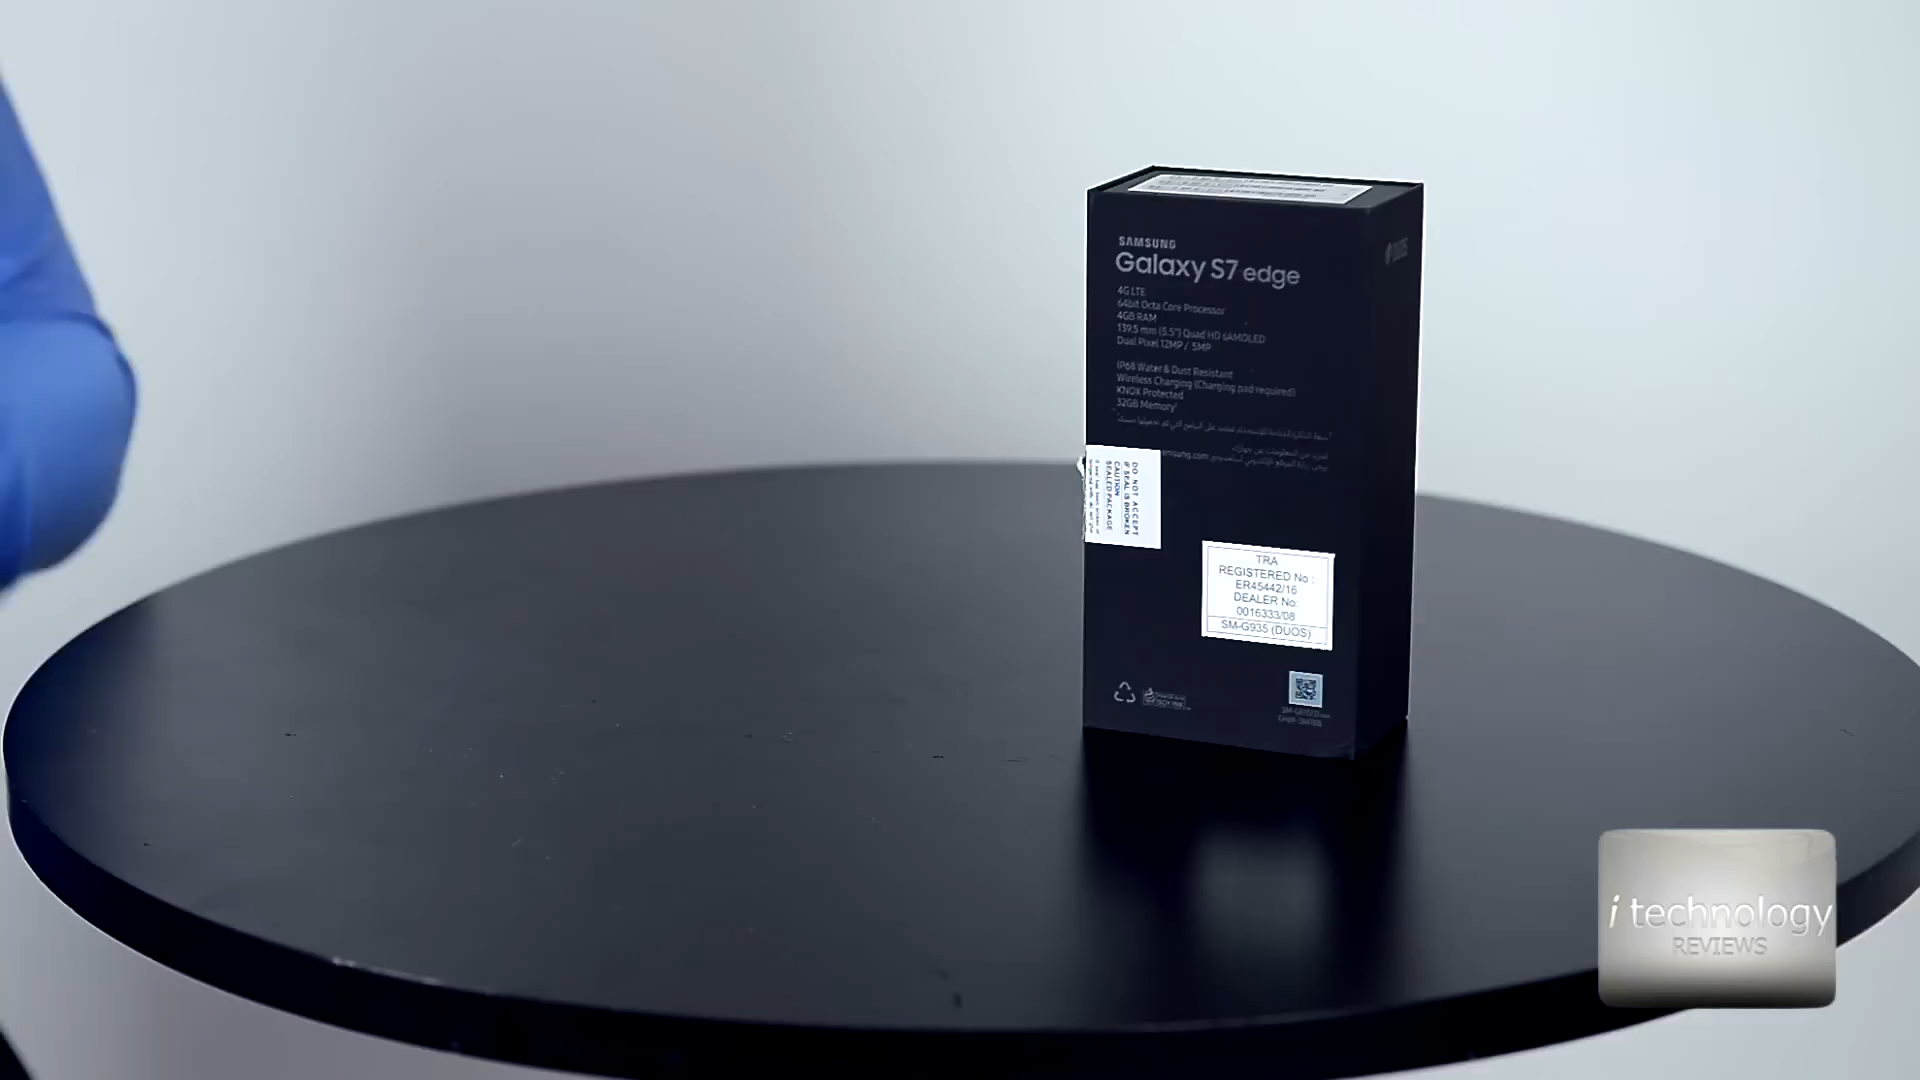 SAMSUNG
Galaxy S7 edge
4G LTE
64bit Octa Core Processor
4GB RAM
139.5 mm (5.5") Quad HD sAMOLED
Dual Pixel 12MP / 5MP
IP68 Water & Dust Resistant
Wireless Charging (Charging pad required)
KNOX Protected
32GB Memory
DO NOT ACCEPT
IF SEAL IS BROKEN
CAUTION
SEALED PACKAGE
TRA
REGISTERED No :
ER45442/16
DEALER No:
0016333/08
SM-G935 (DUOS)
DUOS
i technology
REVIEWS